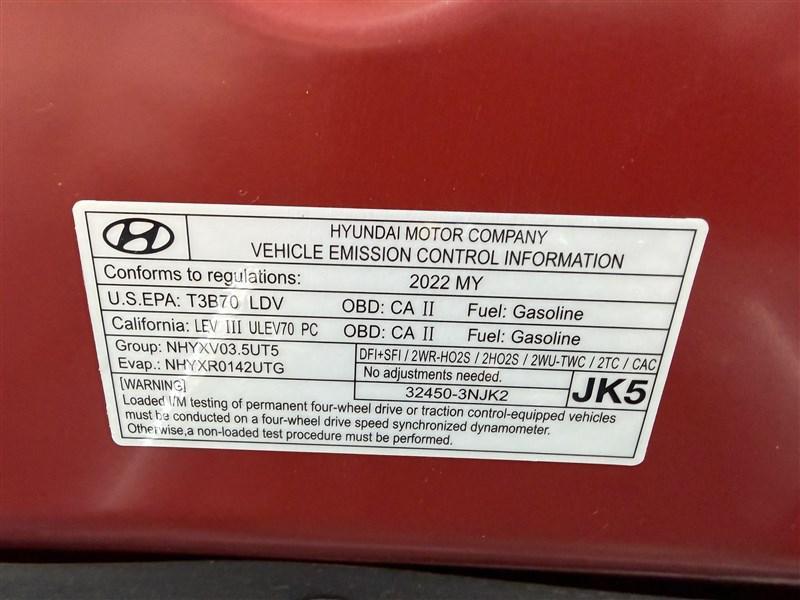 HYUNDAI MOTOR COMPANY
VEHICLE EMISSION CONTROL INFORMATION
Conforms to regulations: 2022 MY
U.S.EPA: T3B70 LDV OBD: CA II Fuel: Gasoline
California: LEV III ULEV70 PC OBD: CA II Fuel: Gasoline
Group: NHYXV03.5UT5
Evap.: NHYXR0142UTG
DFI+SFI / 2WR-HO2S / 2HO2S / 2WU-TWC / 2TC / CAC
No adjustments needed.
32450-3NJK2
JK5
[WARNING]
Loaded I/M testing of permanent four-wheel drive or traction control-equipped vehicles
must be conducted on a four-wheel drive speed synchronized dynamometer.
Otherwise,a non-loaded test procedure must be performed.